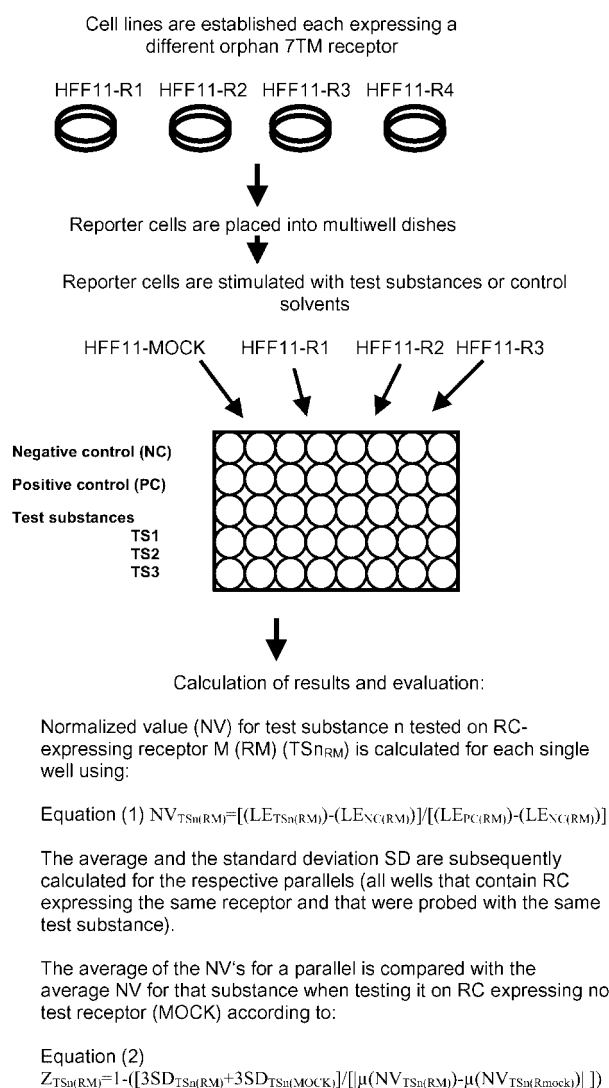 Cell lines are established each expressing a
different orphan 7TM receptor
HFF11-R1 HFF11-R2 HFF11-R3 HFF11-R4
Reporter cells are placed into multiwell dishes
Reporter cells are stimulated with test substances or control
solvents
HFF11-MOCK HFF11-R1 HFF11-R2 HFF11-R3
Negative control (NC)
Positive control (PC)
Test substances
TS1
TS2
TS3
Calculation of results and evaluation:
Normalized value (NV) for test substance n tested on RC-
expressing receptor M (RM) (TSnRM) is calculated for each single
well using:
Equation (1) NVTSn(RM)=[(LETSn(RM))-(LENC(RM))]/[(LEPC(RM))-(LENC(RM))]
The average and the standard deviation SD are subsequently
calculated for the respective parallels (all wells that contain RC
expressing the same receptor and that were probed with the same
test substance).
The average of the NV's for a parallel is compared with the
average NV for that substance when testing it on RC expressing no
test receptor (MOCK) according to:
Equation (2)
ZTSn(RM)=1-([3SDTSn(RM)+3SDTSn(MOCK)]/[|µ(NVTSn(RM))-µ(NVTSn(Rmock))| ])